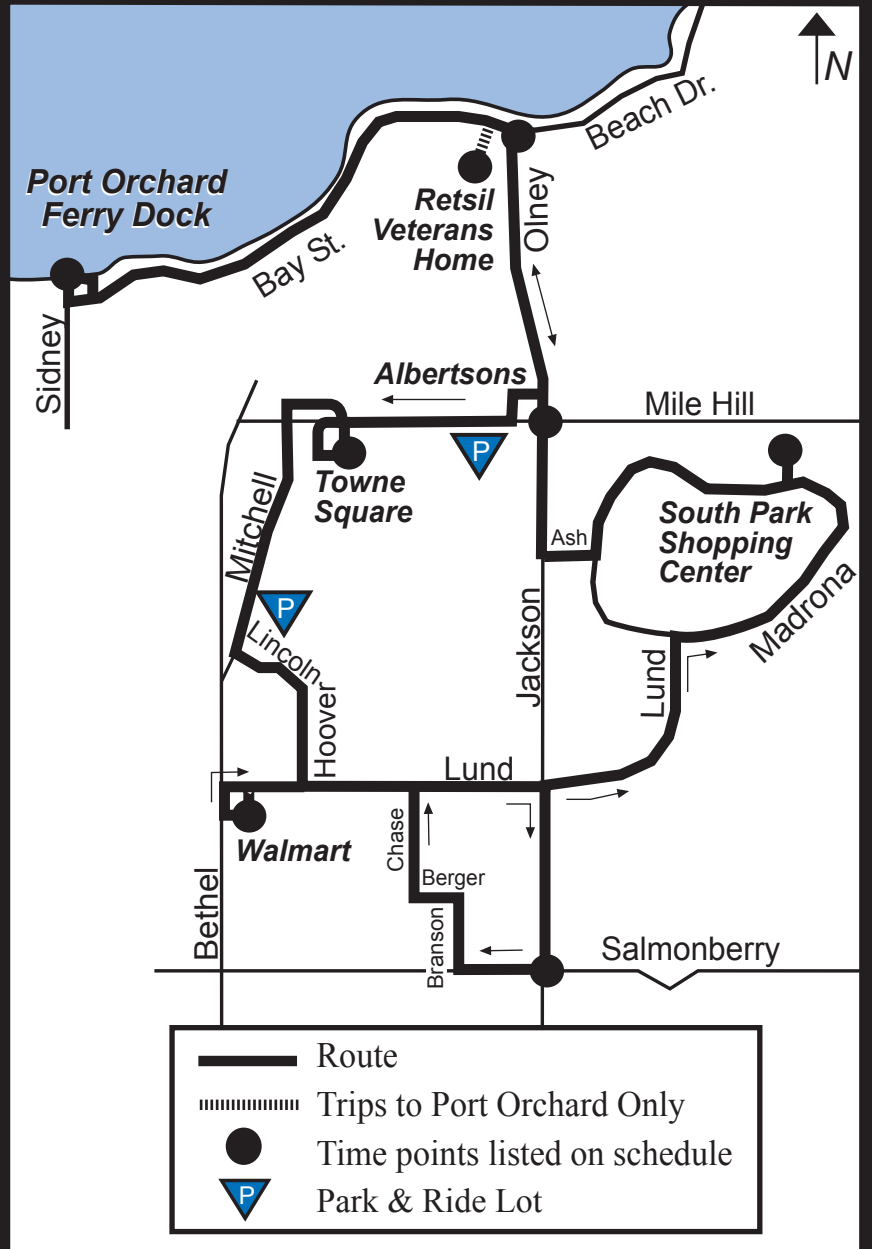 N
Beach Dr.
Port Orchard
Ferry Dock
Retsil
Veterans
Home
Olney
Bay St.
Sidney
Albertsons
Mile Hill
P
Towne
Square
South Park
Shopping
Center
Ash
Mitchell
P
Lincoln
Madrona
Jackson
Lund
Hoover
Lund
Walmart
Chase
Berger
Bethel
Branson
Salmonberry
Route
Trips to Port Orchard Only
Time points listed on schedule
P
Park & Ride Lot